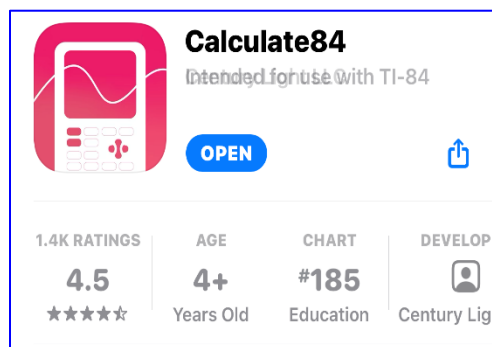 Calculate84
Intended for use with TI-84
OPEN
1.4K RATINGS
AGE
CHART
DEVELOP
4.5
4+
#185
Years Old
Education
Century Lig